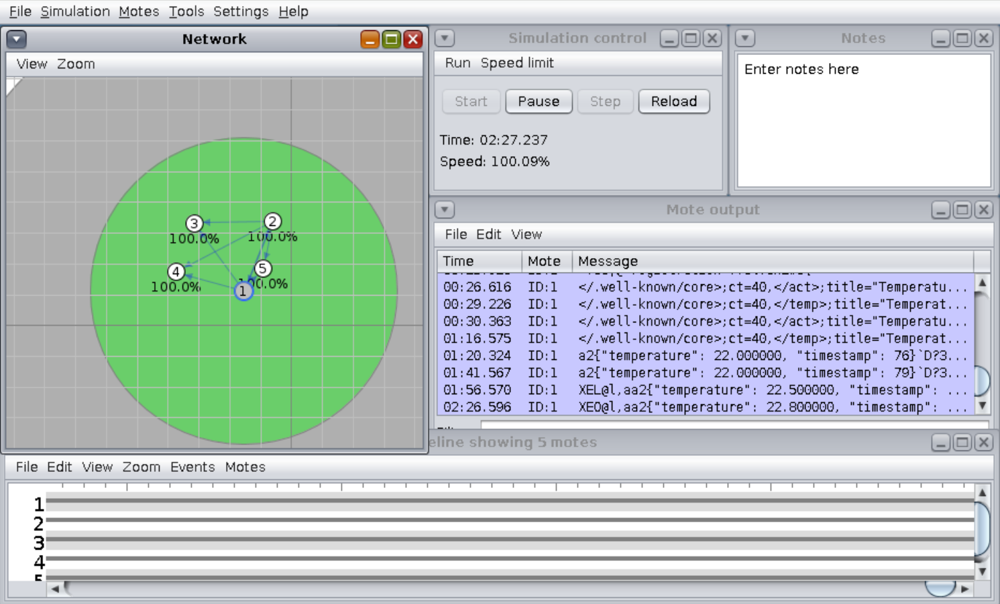 File Simulation Motes Tools Settings Help
Network
View Zoom
3
2
100.0%
100.0%
4
5
100.0%
1
Simulation control
Run Speed limit
Start Pause Step Reload
Time: 02:27.237
Speed: 100.09%
Notes
Enter notes here
Mote output
File Edit View
Time Mote Message
00:26.616 ID:1 </.well-known/core>;ct=40,</act>;title="Temperatu...
00:29.226 ID:1 </.well-known/core>;ct=40,</temp>;title="Temperat...
00:30.363 ID:1 </.well-known/core>;ct=40,</act>;title="Temperatu...
01:16.575 ID:1 </.well-known/core>;ct=40,</temp>;title="Temperat...
01:20.324 ID:1 a2{"temperature": 22.000000, "timestamp": 76}`D?3...
01:41.567 ID:1 a2{"temperature": 22.000000, "timestamp": 79}`D?3...
01:56.570 ID:1 XEL@l,aa2{"temperature": 22.500000, "timestamp": ...
02:26.596 ID:1 XEO@l,aa2{"temperature": 22.800000, "timestamp": ...
eline showing 5 motes
File Edit View Zoom Events Motes
1
2
3
4
5